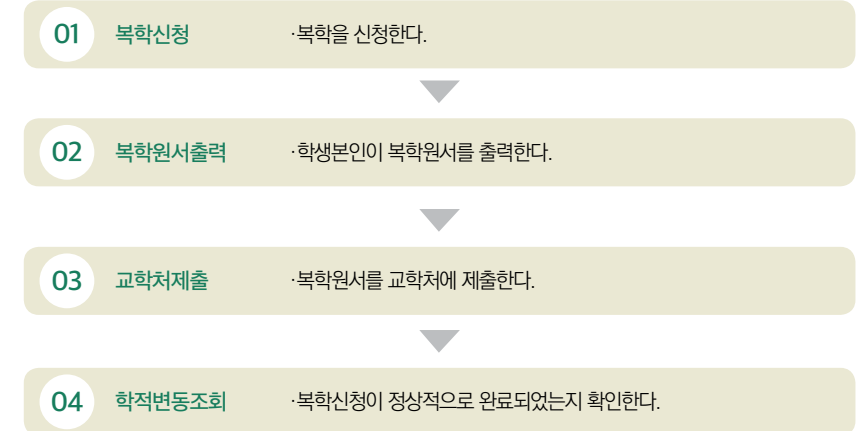 01 복학신청 ·복학을 신청한다.
02 복학원서출력 ·학생본인이 복학원서를 출력한다.
03 교학처제출 ·복학원서를 교학처에 제출한다.
04 학적변동조회 ·복학신청이 정상적으로 완료되었는지 확인한다.